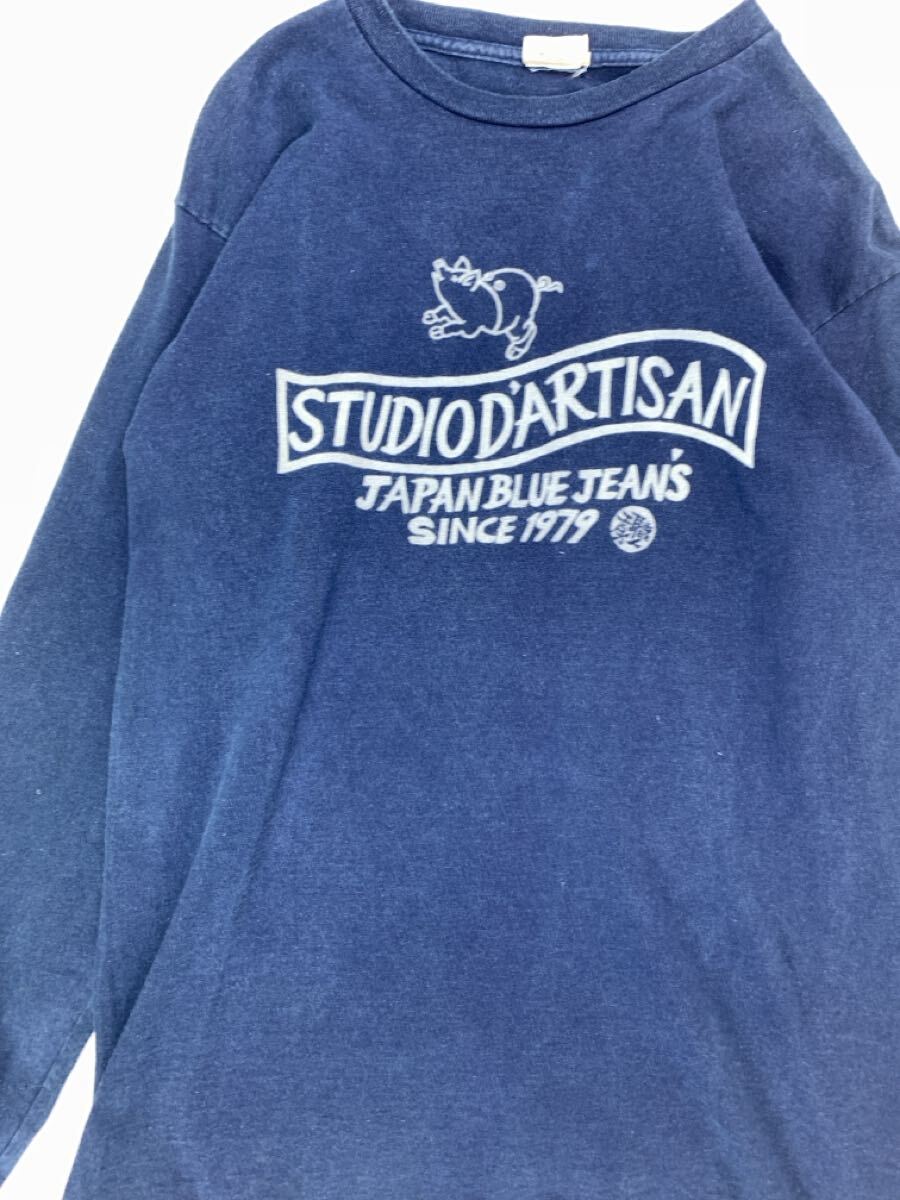 STUDIO D'ARTISAN
JAPAN BLUE JEAN'S
SINCE 1979